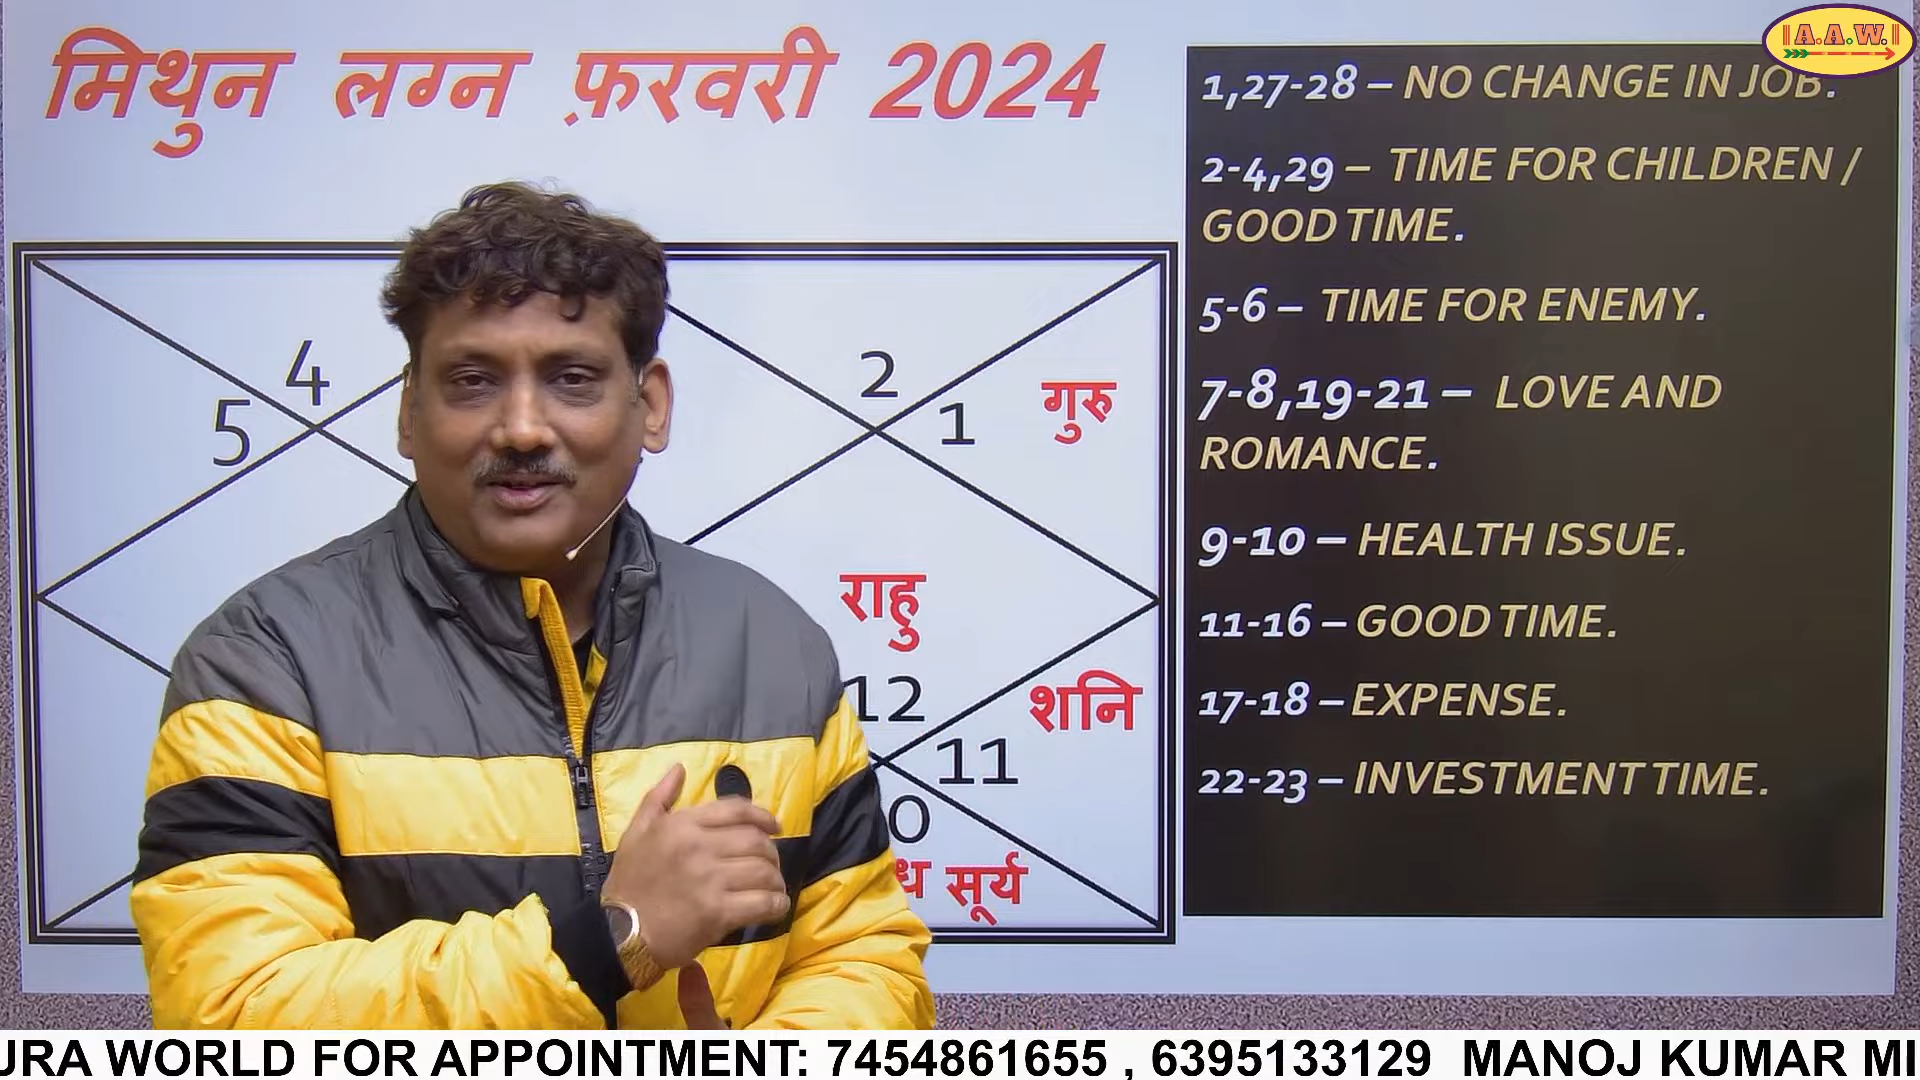 मिथुन लग्न फ़रवरी 2024
A.A.W.
1,27-28 – NO CHANGE IN JOB.
2-4,29 – TIME FOR CHILDREN /
GOOD TIME.
5-6 – TIME FOR ENEMY.
7-8,19-21 – LOVE AND
ROMANCE.
9-10 – HEALTH ISSUE.
11-16 – GOOD TIME.
17-18 – EXPENSE.
22-23 – INVESTMENT TIME.
4
5
2
1 गुरु
राहु
12
शनि
11
0
सूर्य
URA WORLD FOR APPOINTMENT: 7454861655 , 6395133129 MANOJ KUMAR MI